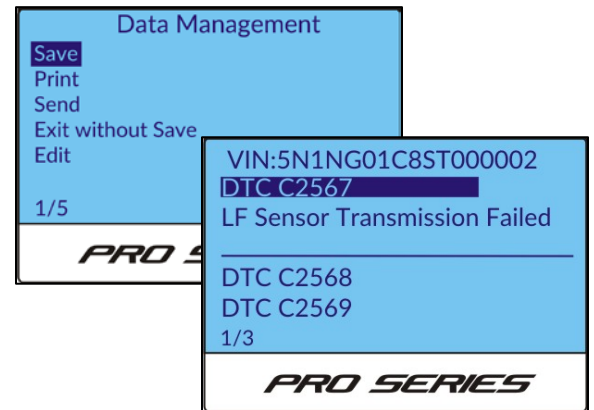 Data Management
Save
Print
Send
Exit without Save
Edit
1/5
PRO S
VIN:5N1NG01C8ST000002
DTC C2567
LF Sensor Transmission Failed
DTC C2568
DTC C2569
1/3
PRO SERIES